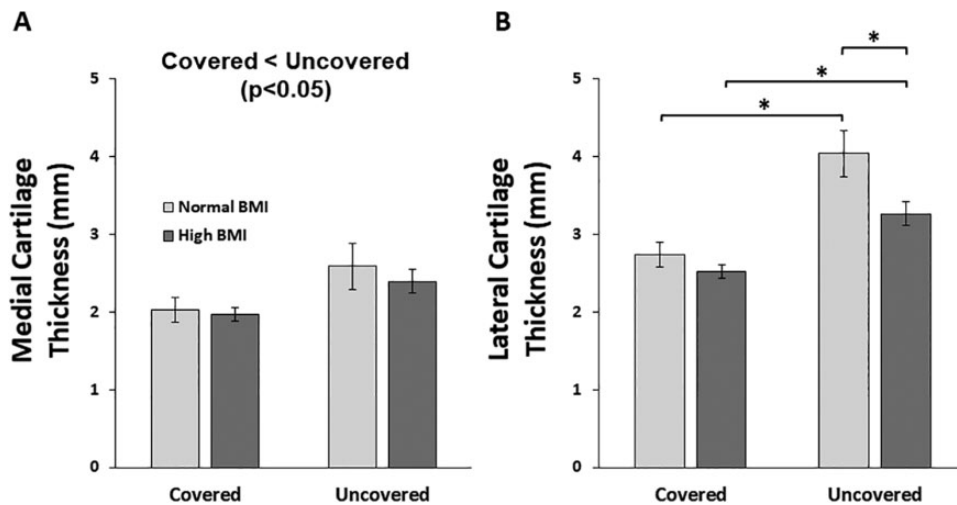 A
Covered < Uncovered
(p<0.05)
Medial Cartilage
Thickness (mm)
5
4
3
2
1
0
Normal BMI
High BMI
Covered
Uncovered
B
Lateral Cartilage
Thickness (mm)
5
4
3
2
1
0
*
*
*
Covered
Uncovered